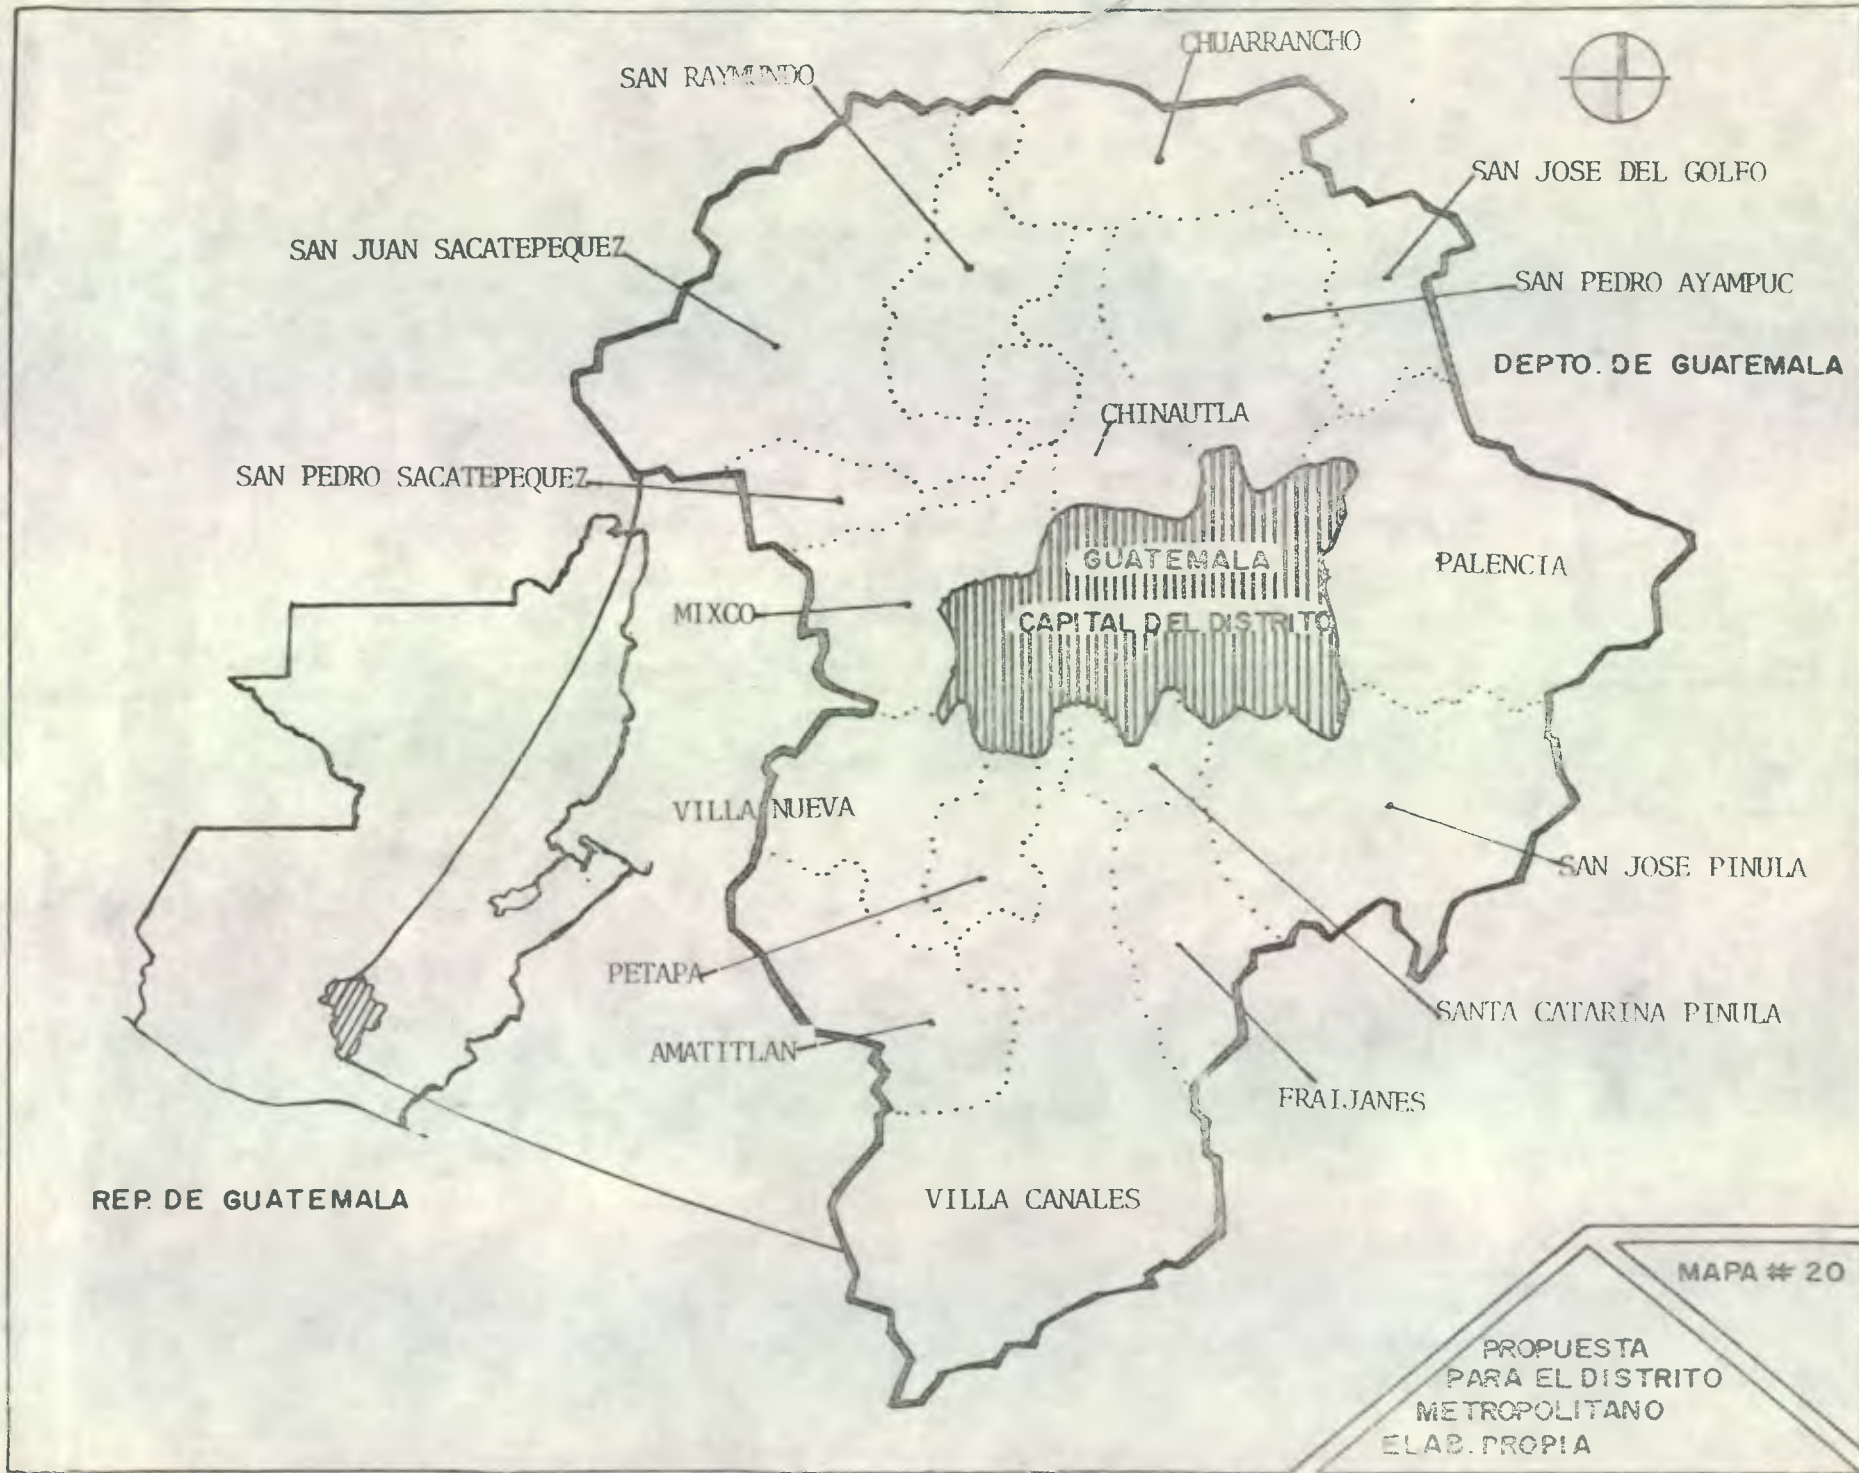 CHUARRANCHO
SAN RAYMUNDO
SAN JOSE DEL GOLFO
SAN JUAN SACATEPEQUEZ
SAN PEDRO AYAMPUC
DEPTO. DE GUATEMALA
CHINAUTLA
SAN PEDRO SACATEPEQUEZ
GUATEMALA
PALENCIA
MIXCO
CAPITAL DEL DISTRITO
VILLA NUEVA
SAN JOSE PINULA
PETAPA
SANTA CATARINA PINULA
AMATITLAN
FRAIJANES
REP. DE GUATEMALA
VILLA CANALES
MAPA # 20
PROPUESTA
PARA EL DISTRITO
METROPOLITANO
ELAB. PROPIA